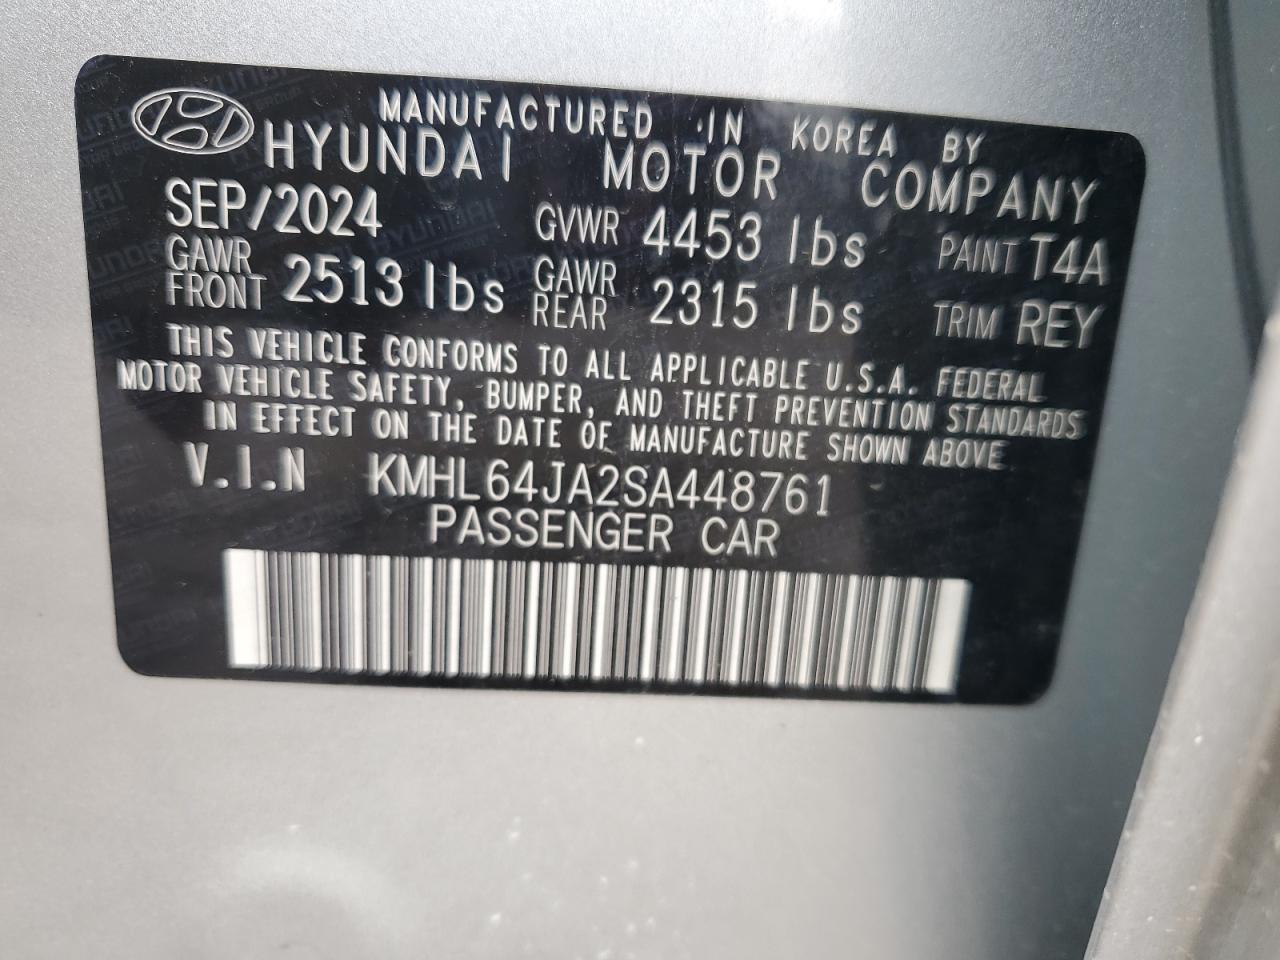 MANUFACTURED IN KOREA BY
HYUNDAI MOTOR COMPANY
SEP/2024 GVWR 4453 lbs PAINT T4A
GAWR FRONT 2513 lbs GAWR REAR 2315 lbs TRIM REY
THIS VEHICLE CONFORMS TO ALL APPLICABLE U.S.A. FEDERAL
MOTOR VEHICLE SAFETY, BUMPER, AND THEFT PREVENTION STANDARDS
IN EFFECT ON THE DATE OF MANUFACTURE SHOWN ABOVE
V.I.N KMHL64JA2SA448761
PASSENGER CAR